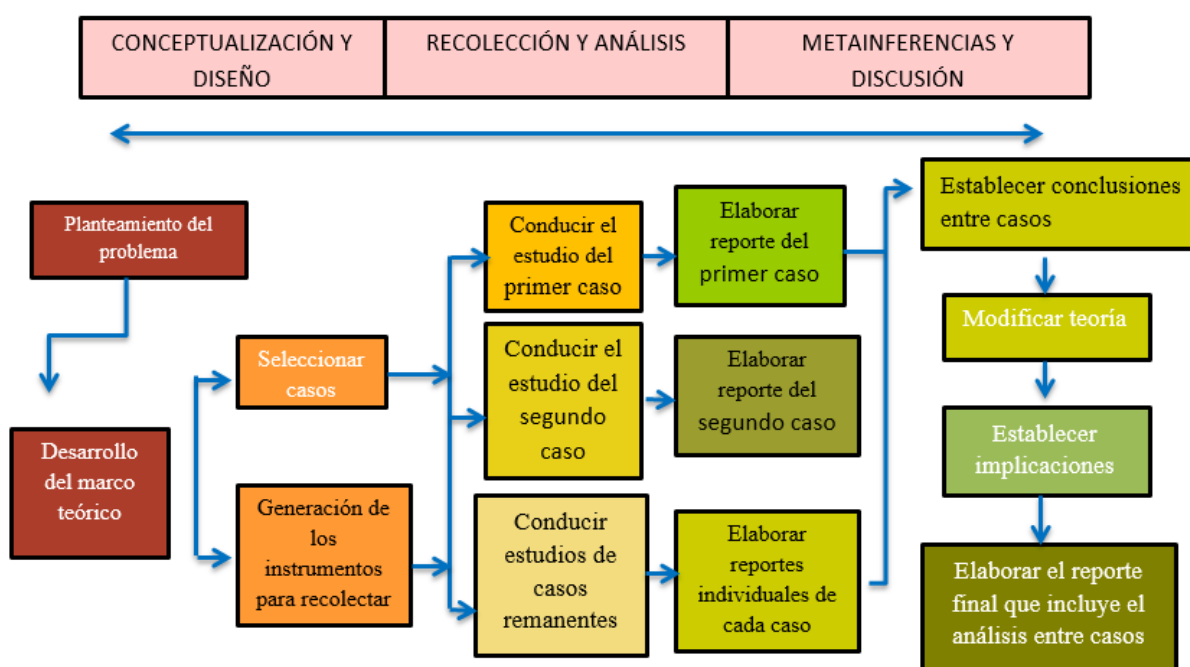 CONCEPTUALIZACIÓN Y
DISEÑO
RECOLECCIÓN Y ANÁLISIS
METAINFERENCIAS Y
DISCUSIÓN
Planteamiento del
problema
Desarrollo
del marco
teórico
Seleccionar
casos
Generación de
los
instrumentos
para recolectar
Conducir el
estudio del
primer caso
Elaborar
reporte del
primer caso
Conducir el
estudio del
segundo
caso
Elaborar
reporte del
segundo caso
Conducir
estudios de
casos
remanentes
Elaborar
reportes
individuales de
cada caso
Establecer conclusiones
entre casos
Modificar teoría
Establecer
implicaciones
Elaborar el reporte
final que incluye el
análisis entre casos